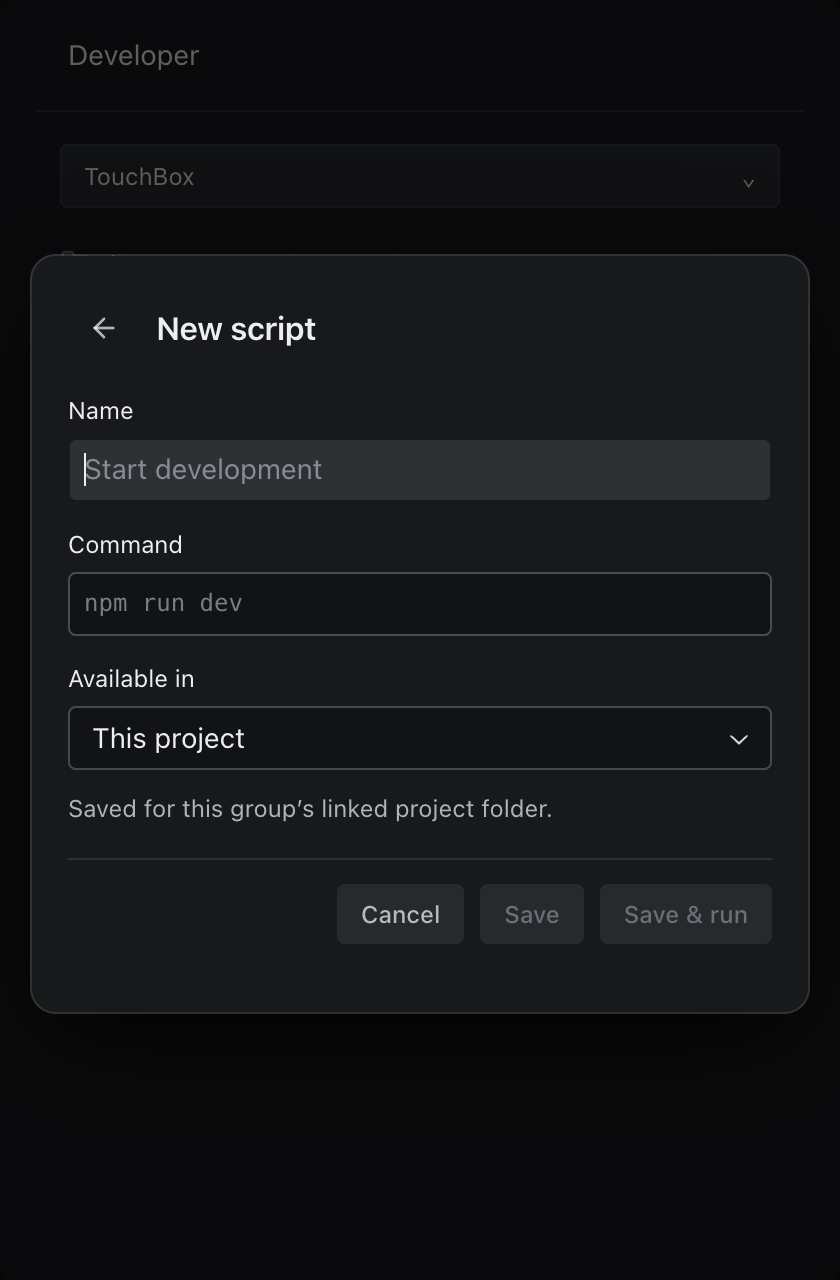 Developer
TouchBox
New script
Name
Start development
Command
npm run dev
Available in
This project
Saved for this group’s linked project folder.
Cancel
Save
Save & run